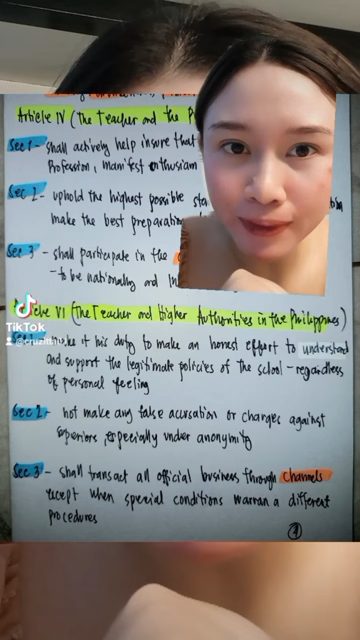 Article IV (The Teacher and the P
Sec 1 - shall actively help insure that
Profession, manifest enthusiasm
Sec 2 - uphold the highest possible sta
make the best preparation
Sec 3 - shall participate in the
- to be nationally and In
VI (The Teacher and Higher Authorities in the Philippines)
it his duty to make an honest effort to understand
and support the legitimate policies of the school - regardless
of personal feeling
Sec 2 - not make any false accusation or charges against
superiors, especially under anonymity
Sec 3 - shall transact all official business through channels
except when special conditions warran a different
procedures
1
TikTok